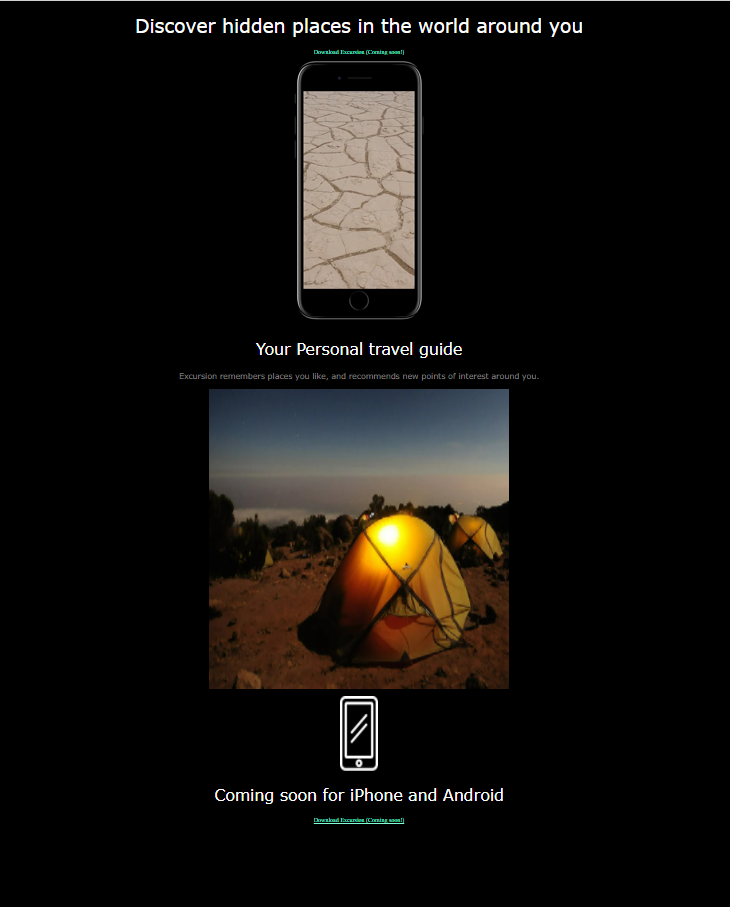 Discover hidden places in the world around you
Download Excursion (Coming soon!)
Your Personal travel guide
Excursion remembers places you like, and recommends new points of interest around you.
Coming soon for iPhone and Android
Download Excursion (Coming soon!)